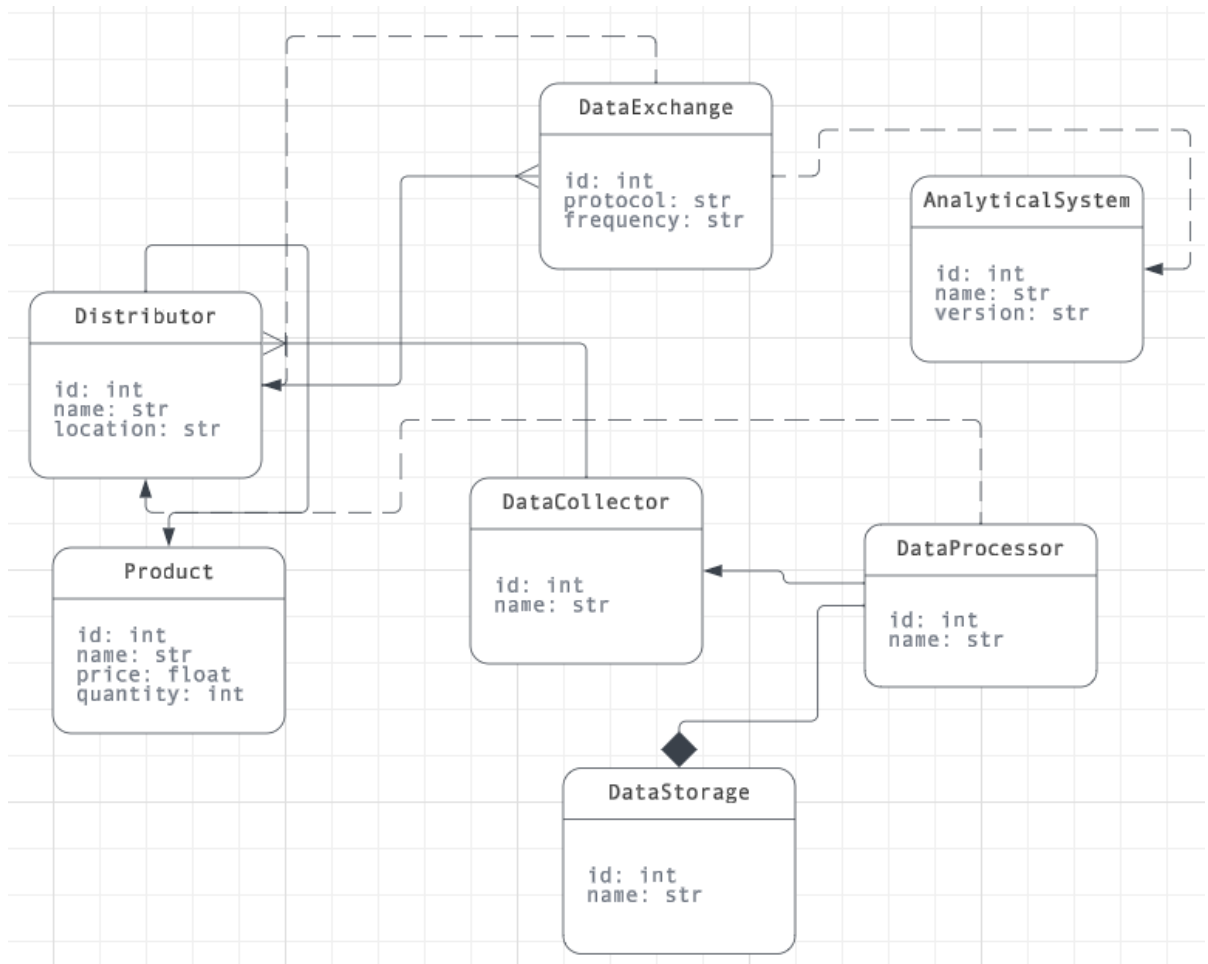 DataExchange
id: int
protocol: str
frequency: str
AnalyticalSystem
id: int
name: str
version: str
Distributor
id: int
name: str
location: str
DataCollector
id: int
name: str
DataProcessor
id: int
name: str
Product
id: int
name: str
price: float
quantity: int
DataStorage
id: int
name: str